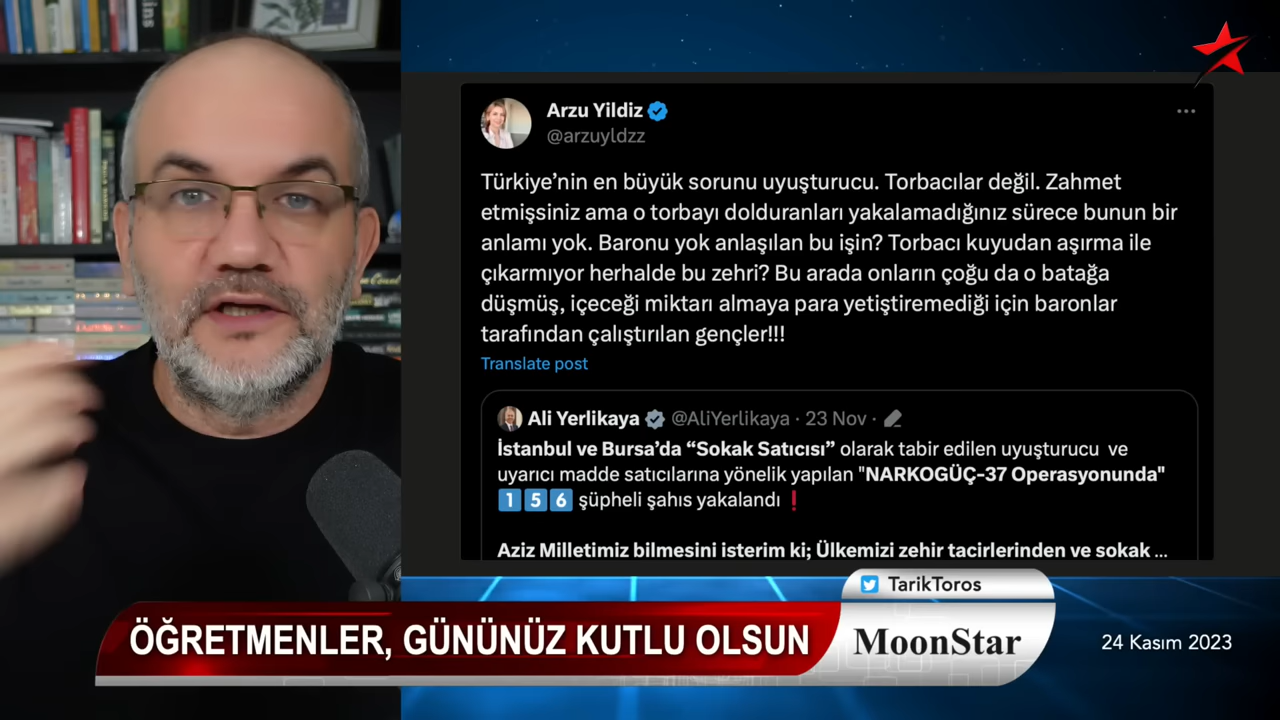 Arzu Yildiz
@arzuyldzz
Türkiye’nin en büyük sorunu uyuşturucu. Torbacılar değil. Zahmet
etmişsiniz ama o torbayı dolduranları yakalamadığınız sürece bunun bir
anlamı yok. Baronu yok anlaşılan bu işin? Torbacı kuyudan aşırma ile
çıkarmıyor herhalde bu zehri? Bu arada onların çoğu da o batağa
düşmüş, içeceği miktarı almaya para yetiştiremediği için baronlar
tarafından çalıştırılan gençler!!!
Translate post
Ali Yerlikaya @AliYerlikaya · 23 Nov ·
İstanbul ve Bursa’da “Sokak Satıcısı” olarak tabir edilen uyuşturucu ve
uyarıcı madde satıcılarına yönelik yapılan "NARKOGÜÇ-37 Operasyonunda"
1 5 6 şüpheli şahıs yakalandı ❗
Aziz Milletimiz bilmesini isterim ki; Ülkemizi zehir tacirlerinden ve sokak ...
TarikToros
ÖĞRETMENLER, GÜNÜNÜZ KUTLU OLSUN
MoonStar
24 Kasım 2023